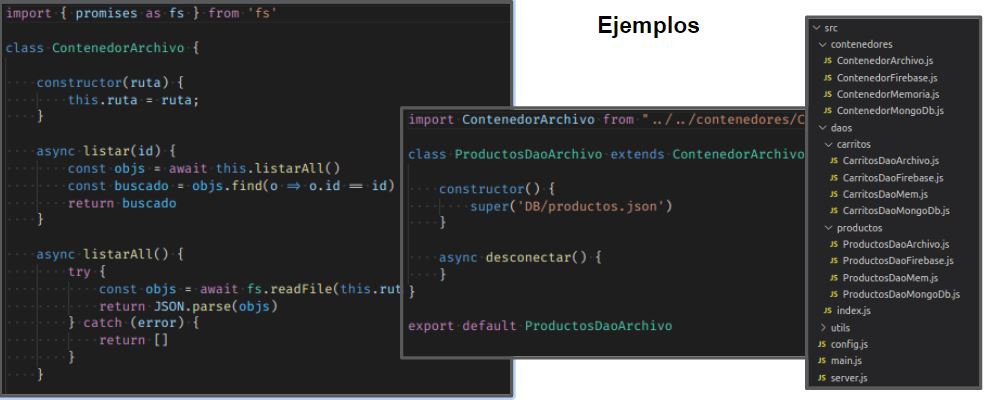 import { promises as fs } from 'fs'
class ContenedorArchivo {
constructor(ruta) {
this.ruta = ruta;
}
async listar(id) {
const objs = await this.listarAll()
const buscado = objs.find(o => o.id == id)
return buscado
}
async listarAll() {
try {
const objs = await fs.readFile(this.rut
return JSON.parse(objs)
} catch (error) {
return []
}
}
Ejemplos
import ContenedorArchivo from "../../contenedores/C
class ProductosDaoArchivo extends ContenedorArchivo
constructor() {
super('DB/productos.json')
}
async desconectar() {
}
}
export default ProductosDaoArchivo
src
contenedores
JS ContenedorArchivo.js
JS ContenedorFirebase.js
JS ContenedorMemoria.js
JS ContenedorMongoDb.js
daos
carritos
JS CarritosDaoArchivo.js
JS CarritosDaoFirebase.js
JS CarritosDaoMem.js
JS CarritosDaoMongoDb.js
productos
JS ProductosDaoArchivo.js
JS ProductosDaoFirebase.js
JS ProductosDaoMem.js
JS ProductosDaoMongoDb.js
JS index.js
utils
JS config.js
JS main.js
JS server.js